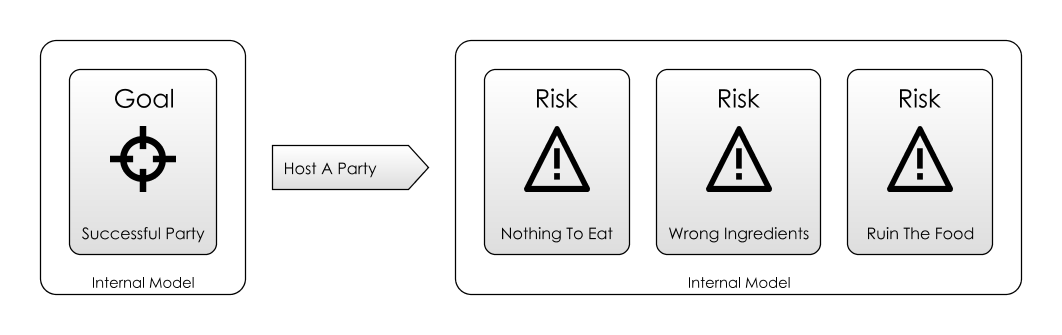 Goal
Successful Party
Internal Model
Host A Party
Risk
Nothing To Eat
Risk
Wrong Ingredients
Risk
Ruin The Food
Internal Model